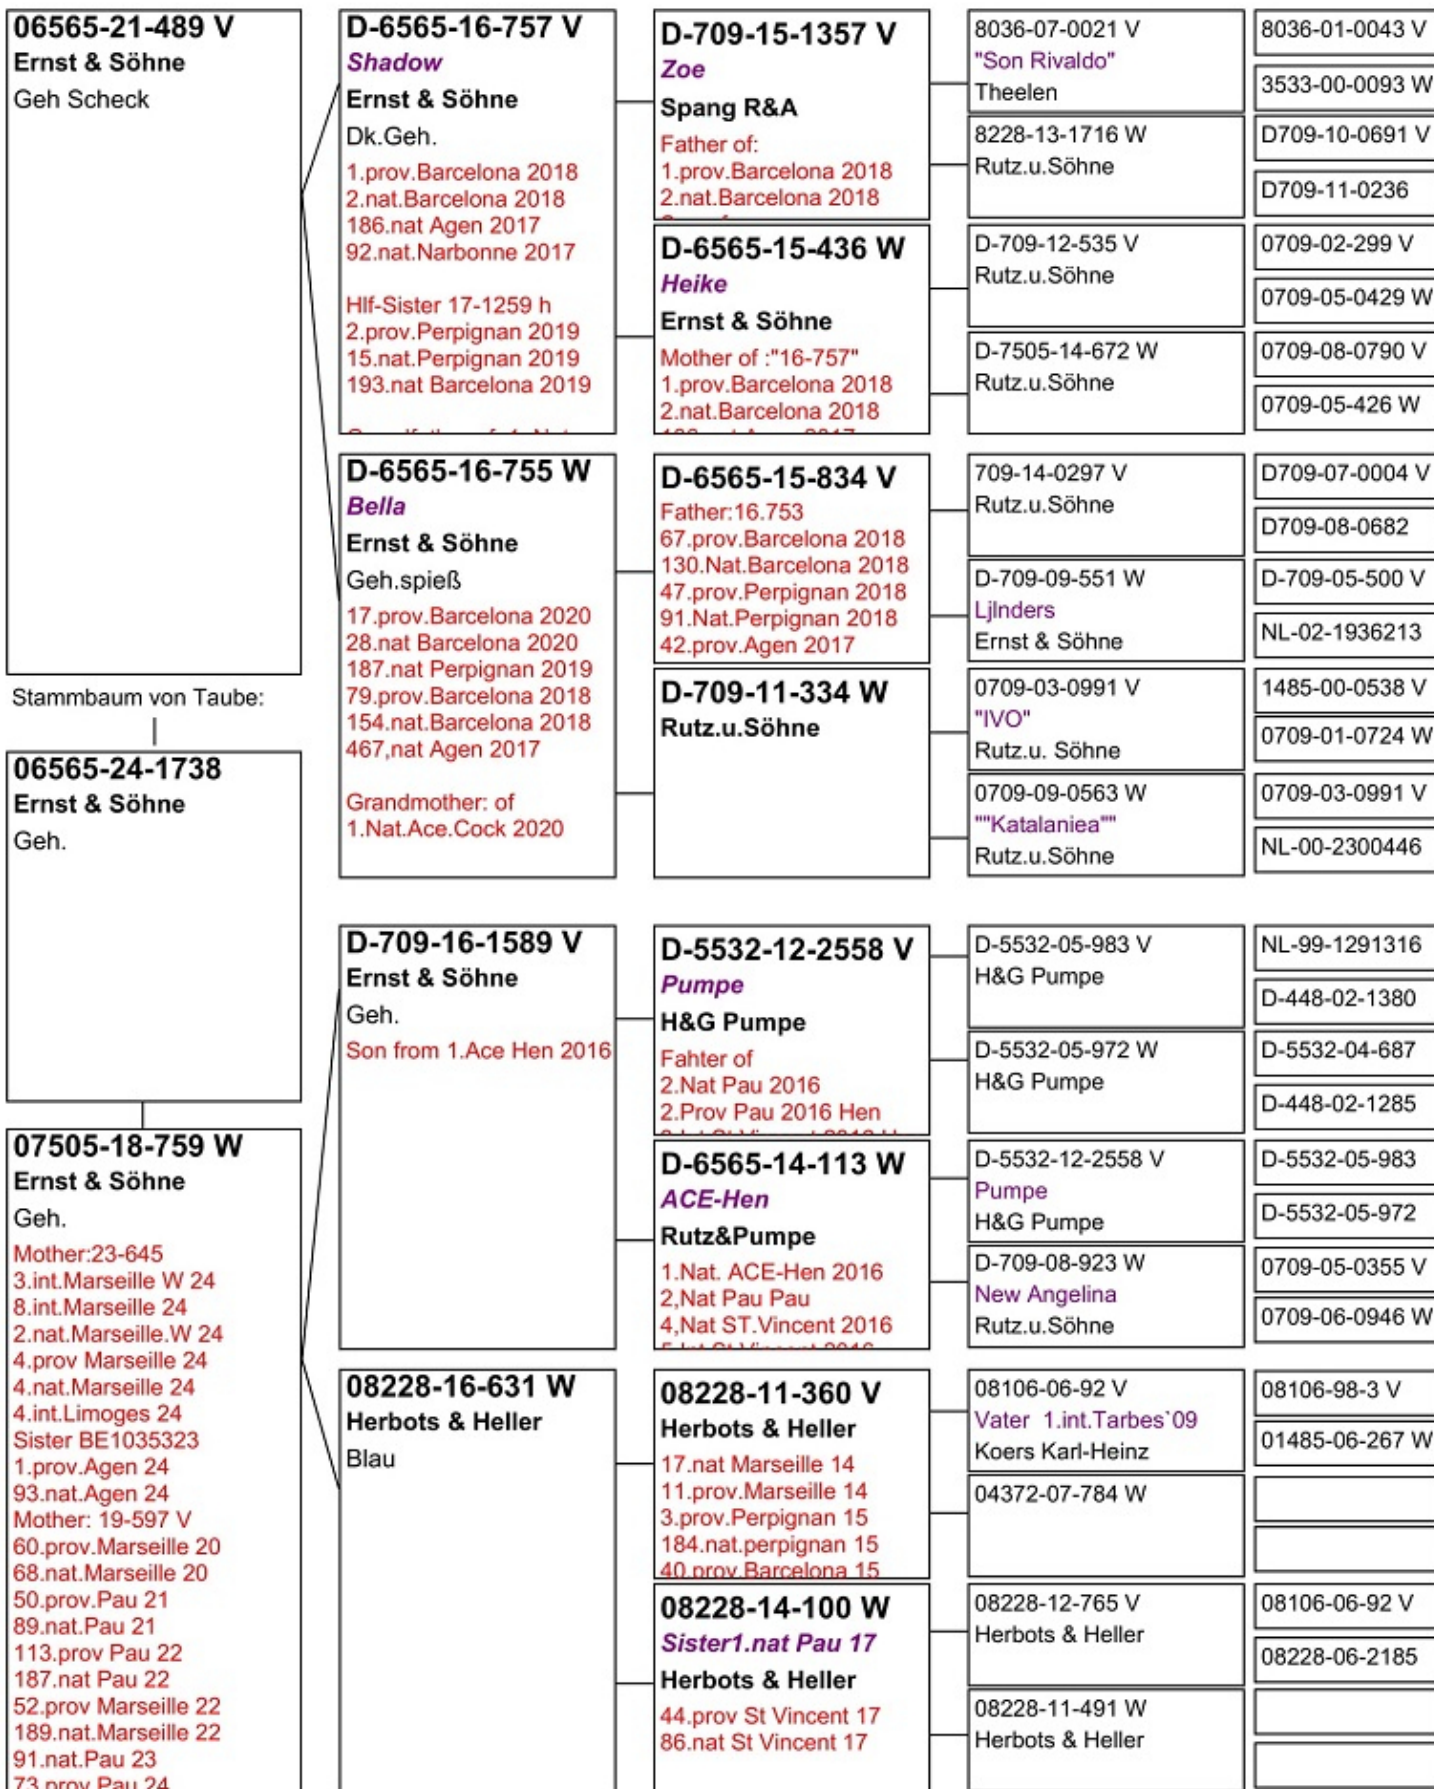 06565-21-489 V
Ernst & Söhne
Geh Scheck
Stammbaum von Taube:
06565-24-1738
Ernst & Söhne
Geh.
07505-18-759 W
Ernst & Söhne
Geh.
Mother:23-645
3.int.Marseille W 24
8.int.Marseille 24
2.nat.Marseille.W 24
4.prov Marseille 24
4.nat.Marseille 24
4.int.Limoges 24
Sister BE1035323
1.prov.Agen 24
93.nat.Agen 24
Mother: 19-597 V
60.prov.Marseille 20
68.nat.Marseille 20
50.prov.Pau 21
89.nat.Pau 21
113.prov Pau 22
187.nat Pau 22
52.prov Marseille 22
189.nat.Marseille 22
91.nat.Pau 23
73.prov Pau 24
D-6565-16-757 V
Shadow
Ernst & Söhne
Dk.Geh.
1.prov.Barcelona 2018
2.nat.Barcelona 2018
186.nat Agen 2017
92.nat.Narbonne 2017
Hlf-Sister 17-1259 h
2.prov.Perpignan 2019
15.nat.Perpignan 2019
193.nat Barcelona 2019
D-6565-16-755 W
Bella
Ernst & Söhne
Geh.spieß
17.prov.Barcelona 2020
28.nat Barcelona 2020
187.nat Perpignan 2019
79.prov.Barcelona 2018
154.nat.Barcelona 2018
467,nat Agen 2017
Grandmother: of
1.Nat.Ace.Cock 2020
D-709-16-1589 V
Ernst & Söhne
Geh.
Son from 1.Ace Hen 2016
08228-16-631 W
Herbots & Heller
Blau
D-709-15-1357 V
Zoe
Spang R&A
Father of:
1.prov.Barcelona 2018
2.nat.Barcelona 2018
D-6565-15-436 W
Heike
Ernst & Söhne
Mother of :"16-757"
1.prov.Barcelona 2018
2.nat.Barcelona 2018
D-6565-15-834 V
Father:16.753
67.prov.Barcelona 2018
130.Nat.Barcelona 2018
47.prov.Perpignan 2018
91.Nat.Perpignan 2018
42.prov.Agen 2017
D-709-11-334 W
Rutz.u.Söhne
D-5532-12-2558 V
Pumpe
H&G Pumpe
Fahter of
2.Nat Pau 2016
2.Prov Pau 2016 Hen
D-6565-14-113 W
ACE-Hen
Rutz&Pumpe
1.Nat. ACE-Hen 2016
2,Nat Pau Pau
4,Nat ST.Vincent 2016
08228-11-360 V
Herbots & Heller
17.nat Marseille 14
11.prov.Marseille 14
3.prov.Perpignan 15
184.nat.perpignan 15
40.prov.Barcelona 15
08228-14-100 W
Sister1.nat Pau 17
Herbots & Heller
44.prov St Vincent 17
86.nat St Vincent 17
8036-07-0021 V
"Son Rivaldo"
Theelen
8228-13-1716 W
Rutz.u.Söhne
D-709-12-535 V
Rutz.u.Söhne
D-7505-14-672 W
Rutz.u.Söhne
709-14-0297 V
Rutz.u.Söhne
D-709-09-551 W
Ljlnders
Ernst & Söhne
0709-03-0991 V
"IVO"
Rutz.u. Söhne
0709-09-0563 W
""Katalaniea""
Rutz.u.Söhne
D-5532-05-983 V
H&G Pumpe
D-5532-05-972 W
H&G Pumpe
D-5532-12-2558 V
Pumpe
H&G Pumpe
D-709-08-923 W
New Angelina
Rutz.u.Söhne
08106-06-92 V
Vater 1.int.Tarbes`09
Koers Karl-Heinz
04372-07-784 W
08228-12-765 V
Herbots & Heller
08228-11-491 W
Herbots & Heller
8036-01-0043 V
3533-00-0093 W
D709-10-0691 V
D709-11-0236
0709-02-299 V
0709-05-0429 W
0709-08-0790 V
0709-05-426 W
D709-07-0004 V
D709-08-0682
D-709-05-500 V
NL-02-1936213
1485-00-0538 V
0709-01-0724 W
0709-03-0991 V
NL-00-2300446
NL-99-1291316
D-448-02-1380
D-5532-04-687
D-448-02-1285
D-5532-05-983
D-5532-05-972
0709-05-0355 V
0709-06-0946 W
08106-98-3 V
01485-06-267 W
08106-06-92 V
08228-06-2185